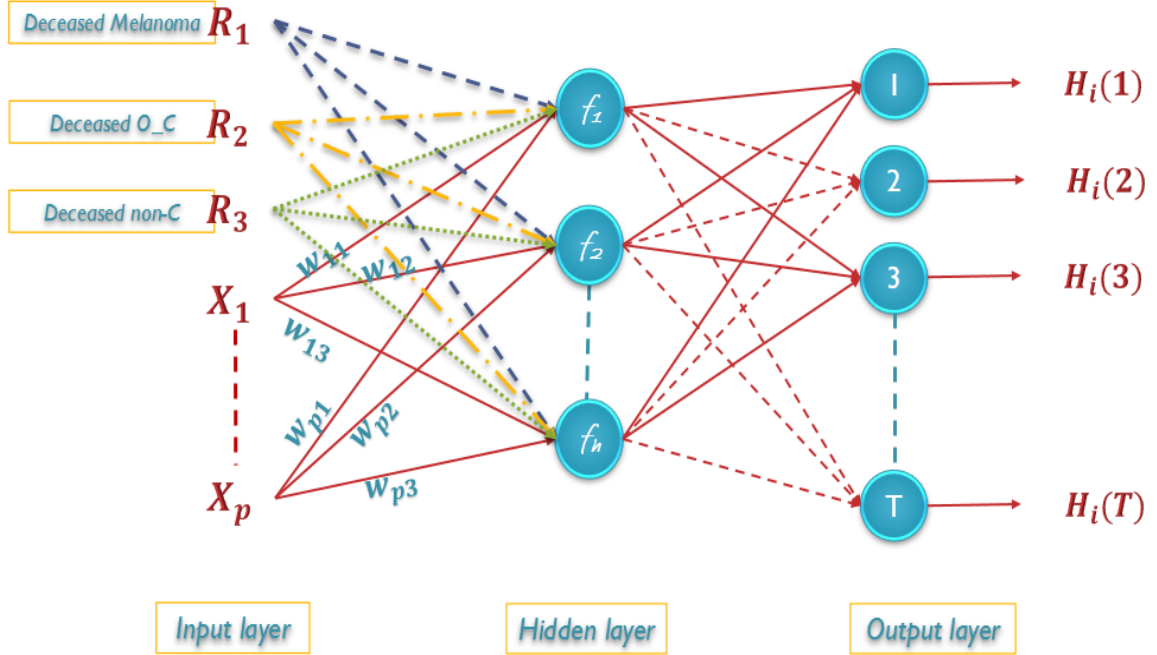 Deceased Melanoma R₁
Deceased O_C R₂
Deceased non-C R₃
X₁
Xₚ
w₁₁
w₁₂
w₁₃
wₚ₁
wₚ₂
wₚ₃
f₁
f₂
fₕ
1
2
3
T
Hᵢ(1)
Hᵢ(2)
Hᵢ(3)
Hᵢ(T)
Input layer
Hidden layer
Output layer